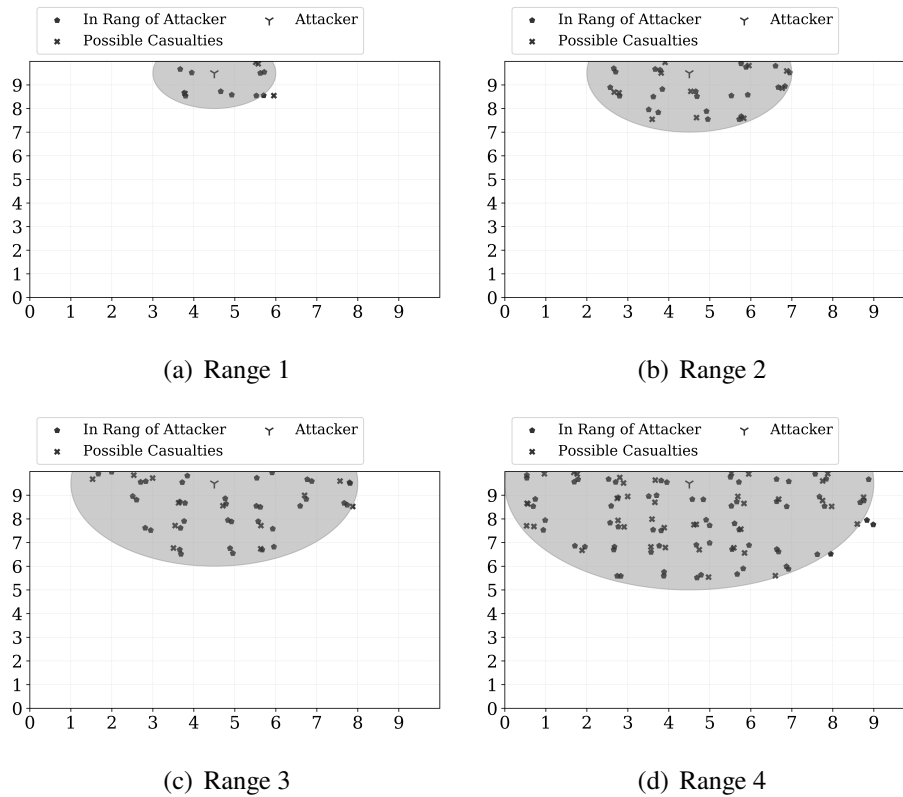 In Rang of Attacker Attacker
Possible Casualties
In Rang of Attacker Attacker
Possible Casualties
9
8
7
6
5
4
3
2
1
0
0 1 2 3 4 5 6 7 8 9
9
8
7
6
5
4
3
2
1
0
0 1 2 3 4 5 6 7 8 9
(a) Range 1
(b) Range 2
In Rang of Attacker Attacker
Possible Casualties
In Rang of Attacker Attacker
Possible Casualties
9
8
7
6
5
4
3
2
1
0
0 1 2 3 4 5 6 7 8 9
9
8
7
6
5
4
3
2
1
0
0 1 2 3 4 5 6 7 8 9
(c) Range 3
(d) Range 4